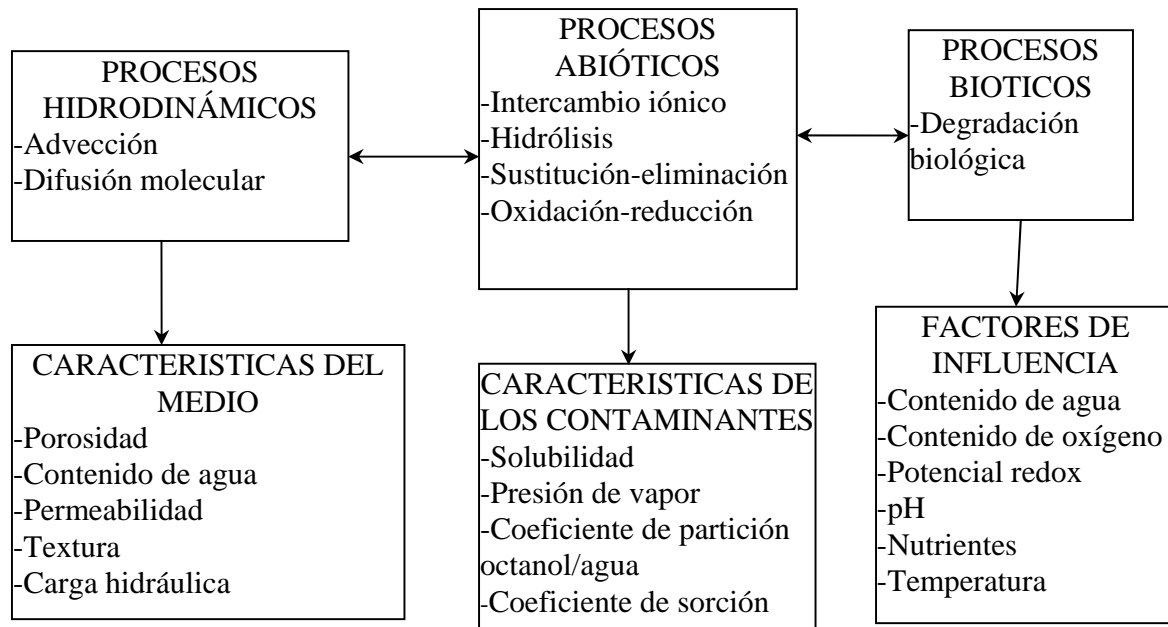 PROCESOS
HIDRODINÁMICOS
-Advección
-Difusión molecular
PROCESOS
ABIÓTICOS
-Intercambio iónico
-Hidrólisis
-Sustitución-eliminación
-Oxidación-reducción
PROCESOS
BIOTICOS
-Degradación
biológica
CARACTERISTICAS DEL
MEDIO
-Porosidad
-Contenido de agua
-Permeabilidad
-Textura
-Carga hidráulica
CARACTERISTICAS DE
LOS CONTAMINANTES
-Solubilidad
-Presión de vapor
-Coeficiente de partición
octanol/agua
-Coeficiente de sorción
FACTORES DE
INFLUENCIA
-Contenido de agua
-Contenido de oxígeno
-Potencial redox
-pH
-Nutrientes
-Temperatura